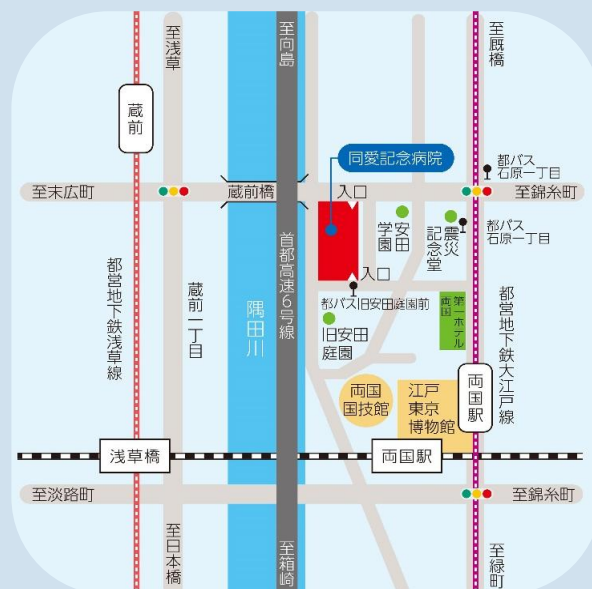 至浅草
至向島
至厩橋
蔵前
同愛記念病院
都バス
石原一丁目
至末広町
蔵前橋
入口
至錦糸町
安田
学園
震災
記念堂
都バス
石原一丁目
入口
都バス旧安田庭園前
旧安田
庭園
第一ホテル
両国
都営地下鉄浅草線
蔵前一丁目
隅田川
首都高速6号線
都営地下鉄大江戸線
両国
国技館
江戸
東京
博物館
両国駅
浅草橋
両国駅
至淡路町
至錦糸町
至日本橋
至箱崎
至緑町